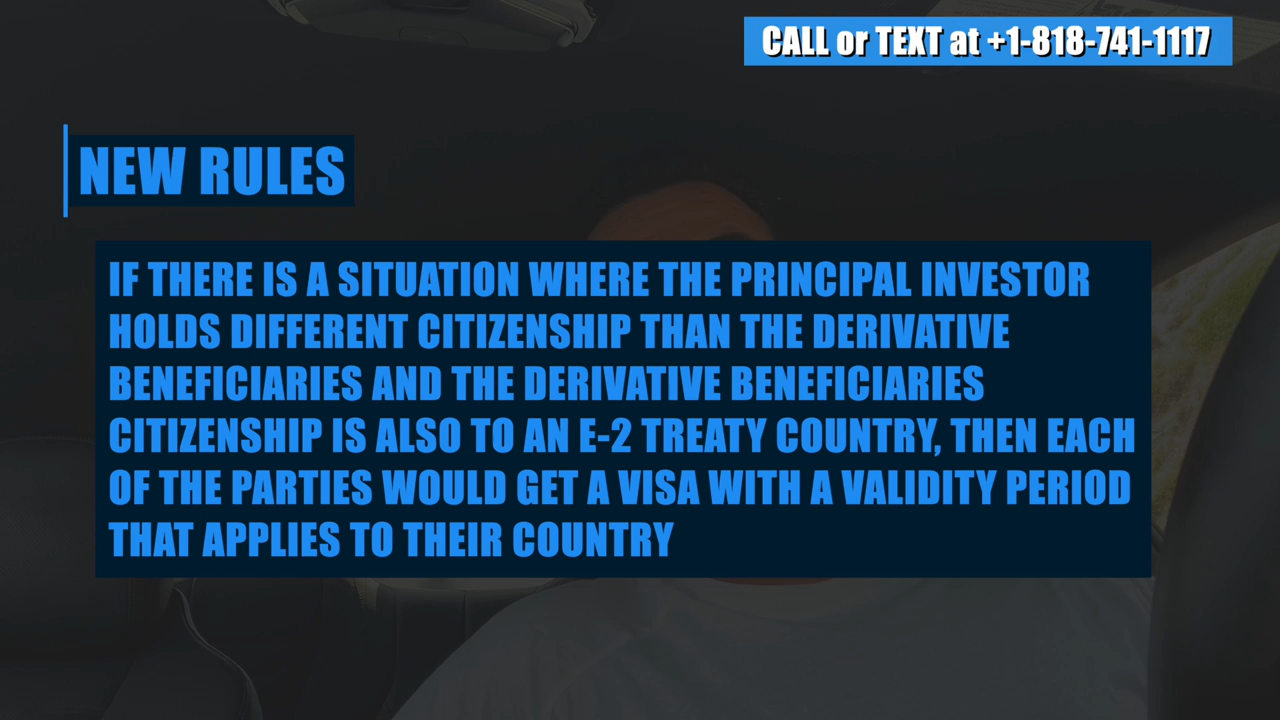 CALL or TEXT at +1-818-741-1117
NEW RULES
IF THERE IS A SITUATION WHERE THE PRINCIPAL INVESTOR
HOLDS DIFFERENT CITIZENSHIP THAN THE DERIVATIVE
BENEFICIARIES AND THE DERIVATIVE BENEFICIARIES
CITIZENSHIP IS ALSO TO AN E-2 TREATY COUNTRY, THEN EACH
OF THE PARTIES WOULD GET A VISA WITH A VALIDITY PERIOD
THAT APPLIES TO THEIR COUNTRY